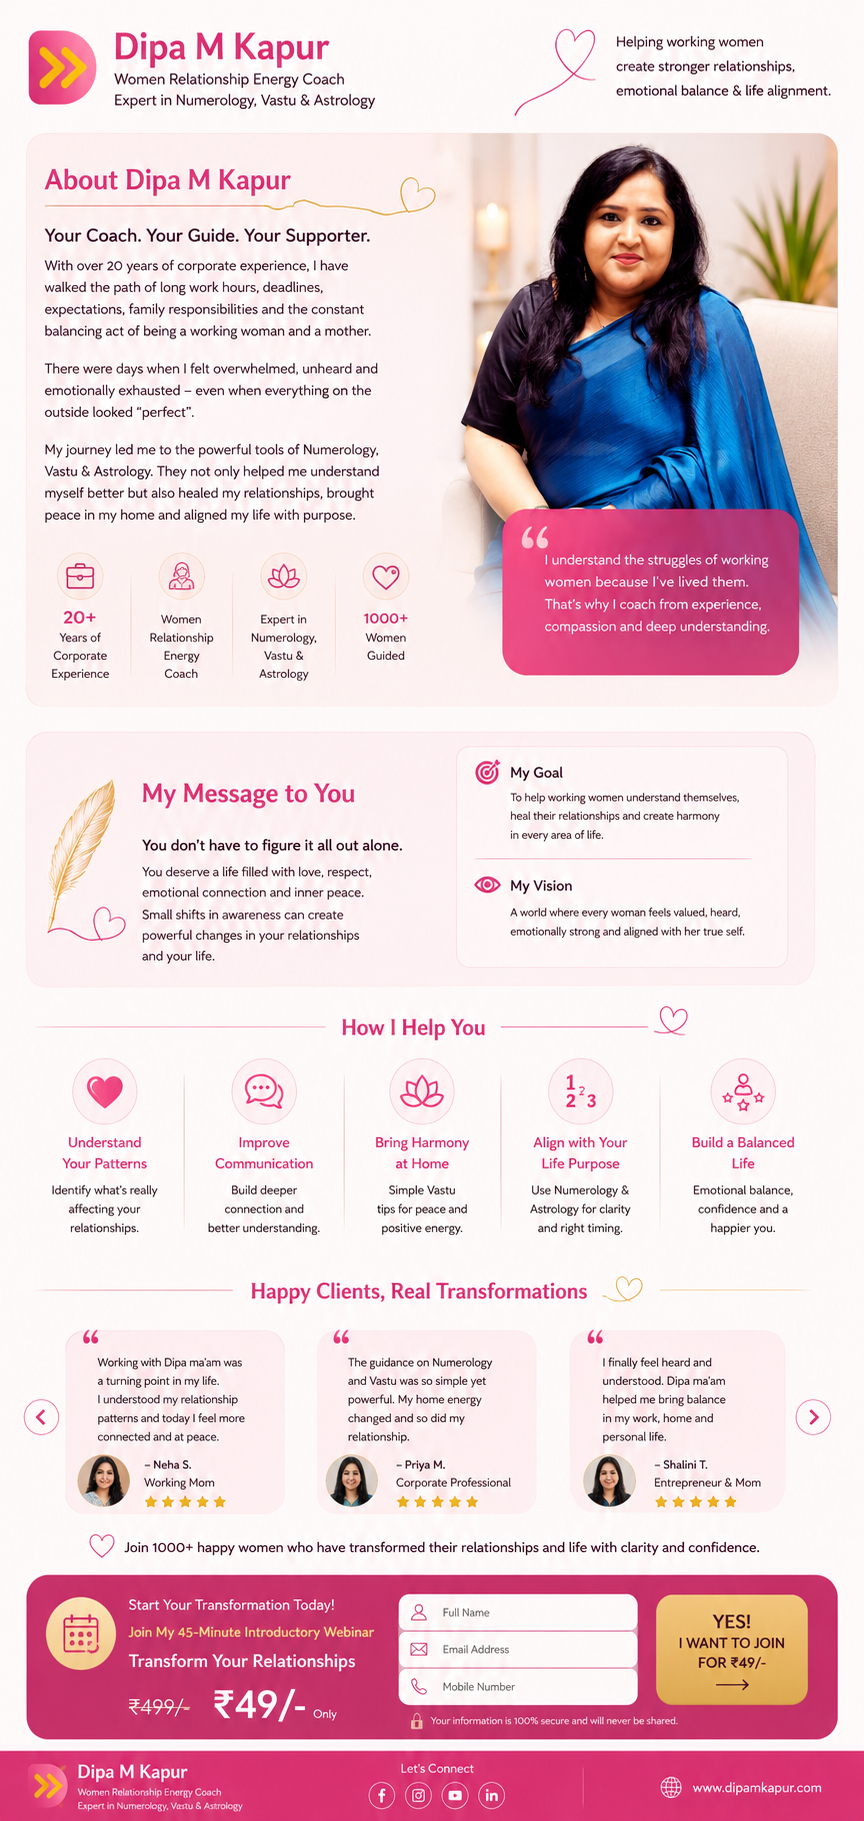 Dipa M Kapur
Women Relationship Energy Coach
Expert in Numerology, Vastu & Astrology
Helping working women
create stronger relationships,
emotional balance & life alignment.
About Dipa M Kapur
Your Coach. Your Guide. Your Supporter.
With over 20 years of corporate experience, I have
walked the path of long work hours, deadlines,
expectations, family responsibilities and the constant
balancing act of being a working woman and a mother.
There were days when I felt overwhelmed, unheard and
emotionally exhausted – even when everything on the
outside looked “perfect”.
My journey led me to the powerful tools of Numerology,
Vastu & Astrology. They not only helped me understand
myself better but also healed my relationships, brought
peace in my home and aligned my life with purpose.
20+
Years of
Corporate
Experience
Women
Relationship
Energy
Coach
Expert in
Numerology,
Vastu &
Astrology
1000+
Women
Guided
“
I understand the struggles of working
women because I’ve lived them.
That’s why I coach from experience,
compassion and deep understanding.
My Message to You
You don’t have to figure it all out alone.
You deserve a life filled with love, respect,
emotional connection and inner peace.
Small shifts in awareness can create
powerful changes in your relationships
and your life.
My Goal
To help working women understand themselves,
heal their relationships and create harmony
in every area of life.
My Vision
A world where every woman feels valued, heard,
emotionally strong and aligned with her true self.
How I Help You
Understand
Your Patterns
Identify what’s really
affecting your
relationships.
Improve
Communication
Build deeper
connection and
better understanding.
Bring Harmony
at Home
Simple Vastu
tips for peace and
positive energy.
1 2
2 3
Align with Your
Life Purpose
Use Numerology &
Astrology for clarity
and right timing.
Build a Balanced
Life
Emotional balance,
confidence and a
happier you.
Happy Clients, Real Transformations
“
Working with Dipa ma’am was
a turning point in my life.
I understood my relationship
patterns and today I feel more
connected and at peace.
– Neha S.
Working Mom
“
The guidance on Numerology
and Vastu was so simple yet
powerful. My home energy
changed and so did my
relationship.
– Priya M.
Corporate Professional
“
I finally feel heard and
understood. Dipa ma’am
helped me bring balance
in my work, home and
personal life.
– Shalini T.
Entrepreneur & Mom
Join 1000+ happy women who have transformed their relationships and life with clarity and confidence.
Start Your Transformation Today!
Join My 45-Minute Introductory Webinar
Transform Your Relationships
₹499/- ₹49/- Only
Full Name
Email Address
Mobile Number
Your information is 100% secure and will never be shared.
YES!
I WANT TO JOIN
FOR ₹49/-
Dipa M Kapur
Women Relationship Energy Coach
Expert in Numerology, Vastu & Astrology
Let’s Connect
www.dipamkapur.com